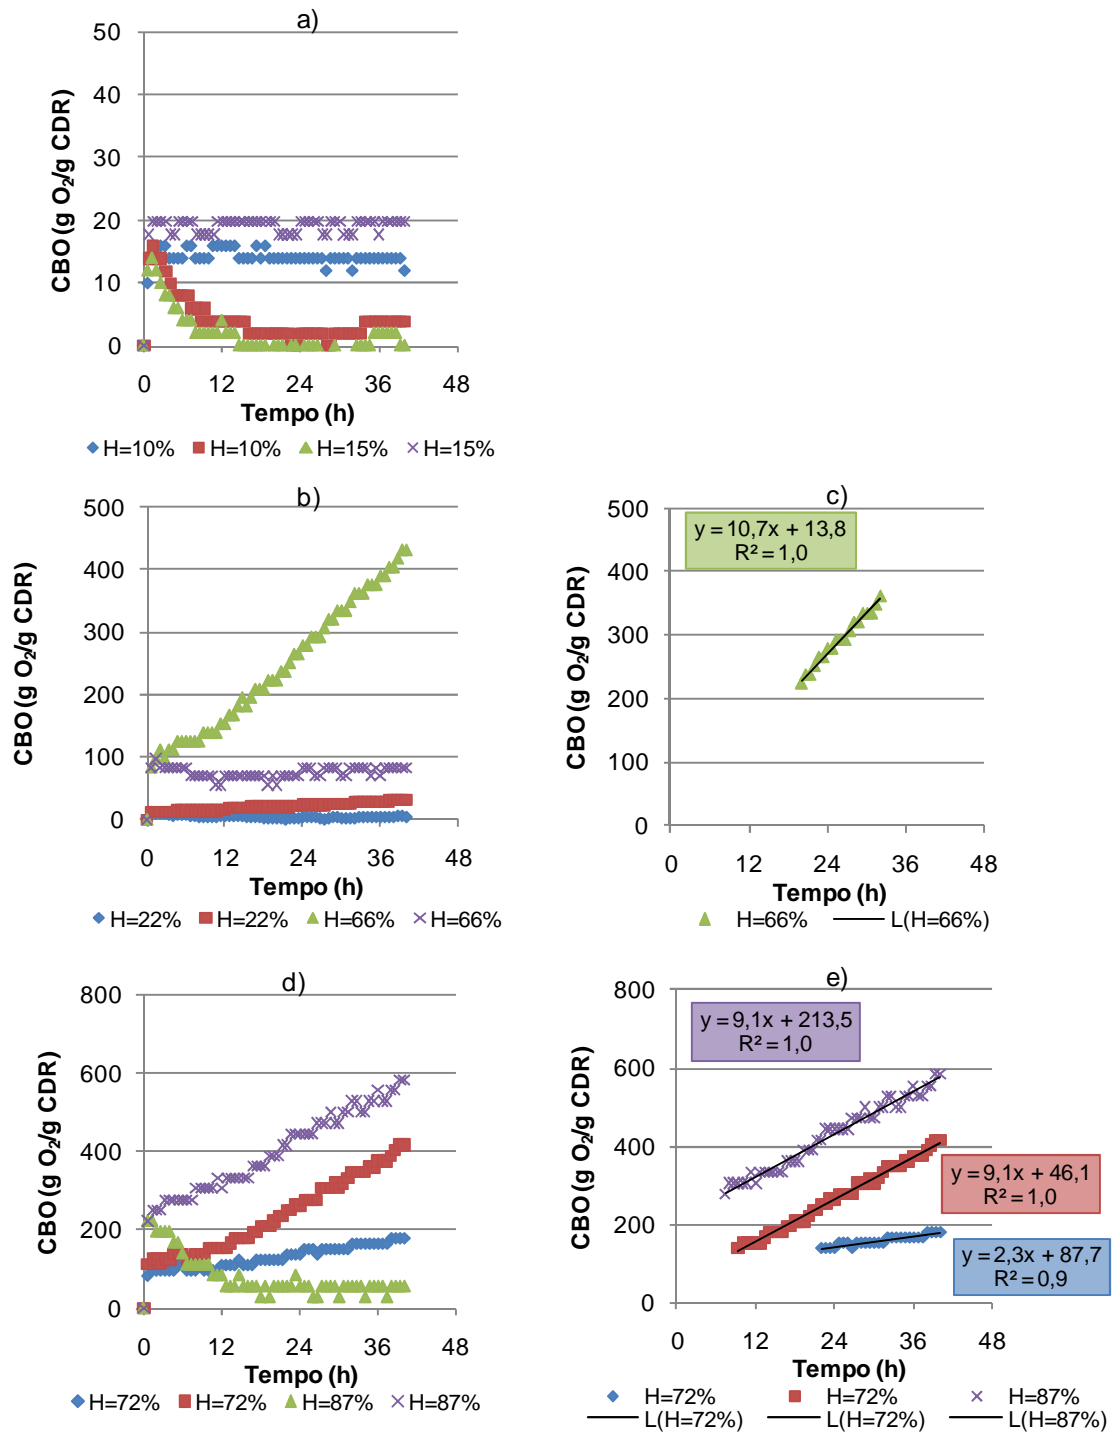 a)
50
40
30
20
10
0
CBO (g O₂/g CDR)
0 12 24 36 48
Tempo (h)
H=10% H=10% H=15% H=15%
b)
500
400
300
200
100
0
CBO (g O₂/g CDR)
0 12 24 36 48
Tempo (h)
H=22% H=22% H=66% H=66%
c)
500
400
300
200
100
0
y = 10,7x + 13,8
R² = 1,0
CBO (g O₂/g CDR)
0 12 24 36 48
Tempo (h)
H=66% L(H=66%)
d)
800
600
400
200
0
CBO (g O₂/g CDR)
0 12 24 36 48
Tempo (h)
H=72% H=72% H=87% H=87%
e)
800
600
400
200
0
y = 9,1x + 213,5
R² = 1,0
y = 9,1x + 46,1
R² = 1,0
y = 2,3x + 87,7
R² = 0,9
CBO (g O₂/g CDR)
0 12 24 36 48
Tempo (h)
H=72% H=72% H=87%
L(H=72%) L(H=72%) L(H=87%)